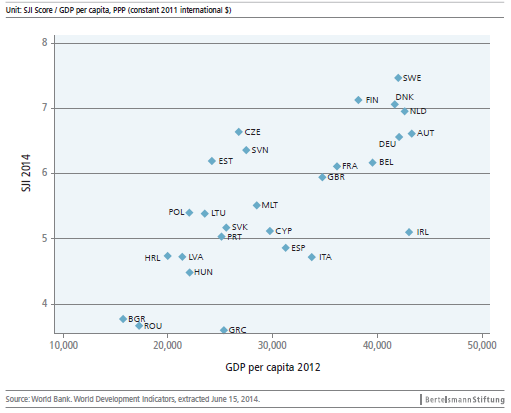 Unit: SJI Score / GDP per capita, PPP (constant 2011 international $)
8
SWE
DNK
FIN
7
NLD
CZE
AUT
DEU
SVN
EST
FRA
BEL
6
GBR
SJI 2014
MLT
POL
LTU
SVK
CYP
IRL
PRT
5
ESP
HRL
LVA
ITA
HUN
4
BGR
ROU
GRC
10,000 20,000 30,000 40,000 50,000
GDP per capita 2012
Source: World Bank. World Development Indicators, extracted June 15, 2014.
BertelsmannStiftung